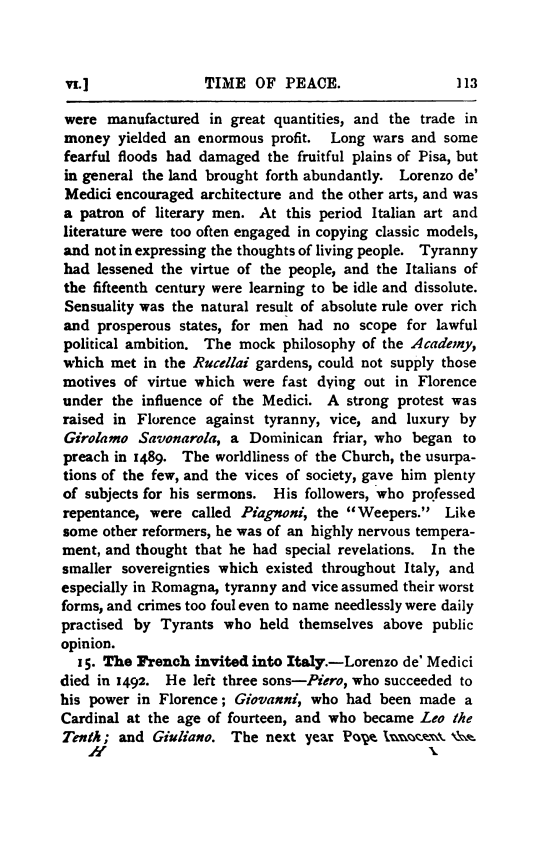 VI.] TIME OF PEACE. 113
were manufactured in great quantities, and the trade in
money yielded an enormous profit. Long wars and some
fearful floods had damaged the fruitful plains of Pisa, but
in general the land brought forth abundantly. Lorenzo de'
Medici encouraged architecture and the other arts, and was
a patron of literary men. At this period Italian art and
literature were too often engaged in copying classic models,
and not in expressing the thoughts of living people. Tyranny
had lessened the virtue of the people, and the Italians of
the fifteenth century were learning to be idle and dissolute.
Sensuality was the natural result of absolute rule over rich
and prosperous states, for men had no scope for lawful
political ambition. The mock philosophy of the Academy,
which met in the Rucellai gardens, could not supply those
motives of virtue which were fast dying out in Florence
under the influence of the Medici. A strong protest was
raised in Florence against tyranny, vice, and luxury by
Girolamo Savonarola, a Dominican friar, who began to
preach in 1489. The worldliness of the Church, the usurpa-
tions of the few, and the vices of society, gave him plenty
of subjects for his sermons. His followers, who professed
repentance, were called Piagnoni, the “Weepers.” Like
some other reformers, he was of an highly nervous tempera-
ment, and thought that he had special revelations. In the
smaller sovereignties which existed throughout Italy, and
especially in Romagna, tyranny and vice assumed their worst
forms, and crimes too foul even to name needlessly were daily
practised by Tyrants who held themselves above public
opinion.
15. The French invited into Italy.—Lorenzo de' Medici
died in 1492. He left three sons—Piero, who succeeded to
his power in Florence; Giovanni, who had been made a
Cardinal at the age of fourteen, and who became Leo the
Tenth; and Giuliano. The next year Pope Innocent the
H I